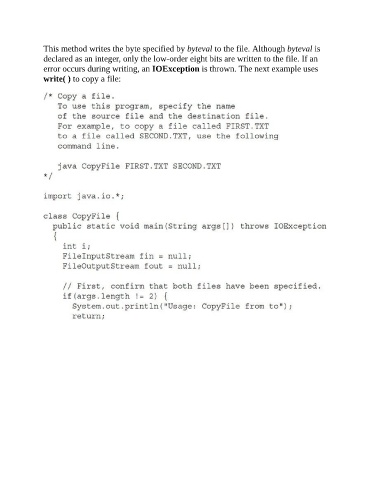 This method writes the byte specified by byteval to the file. Although byteval is
declared as an integer, only the low-order eight bits are written to the file. If an
error occurs during writing, an IOException is thrown. The next example uses
write( ) to copy a file:
/* Copy a file.
To use this program, specify the name
of the source file and the destination file.
For example, to copy a file called FIRST.TXT
to a file called SECOND.TXT, use the following
command line.
java CopyFile FIRST.TXT SECOND.TXT
*/
import java.io.*;
class CopyFile {
public static void main(String args[]) throws IOException
{
int i;
FileInputStream fin = null;
FileOutputStream fout = null;
// First, confirm that both files have been specified.
if(args.length != 2) {
System.out.println("Usage: CopyFile from to");
return;